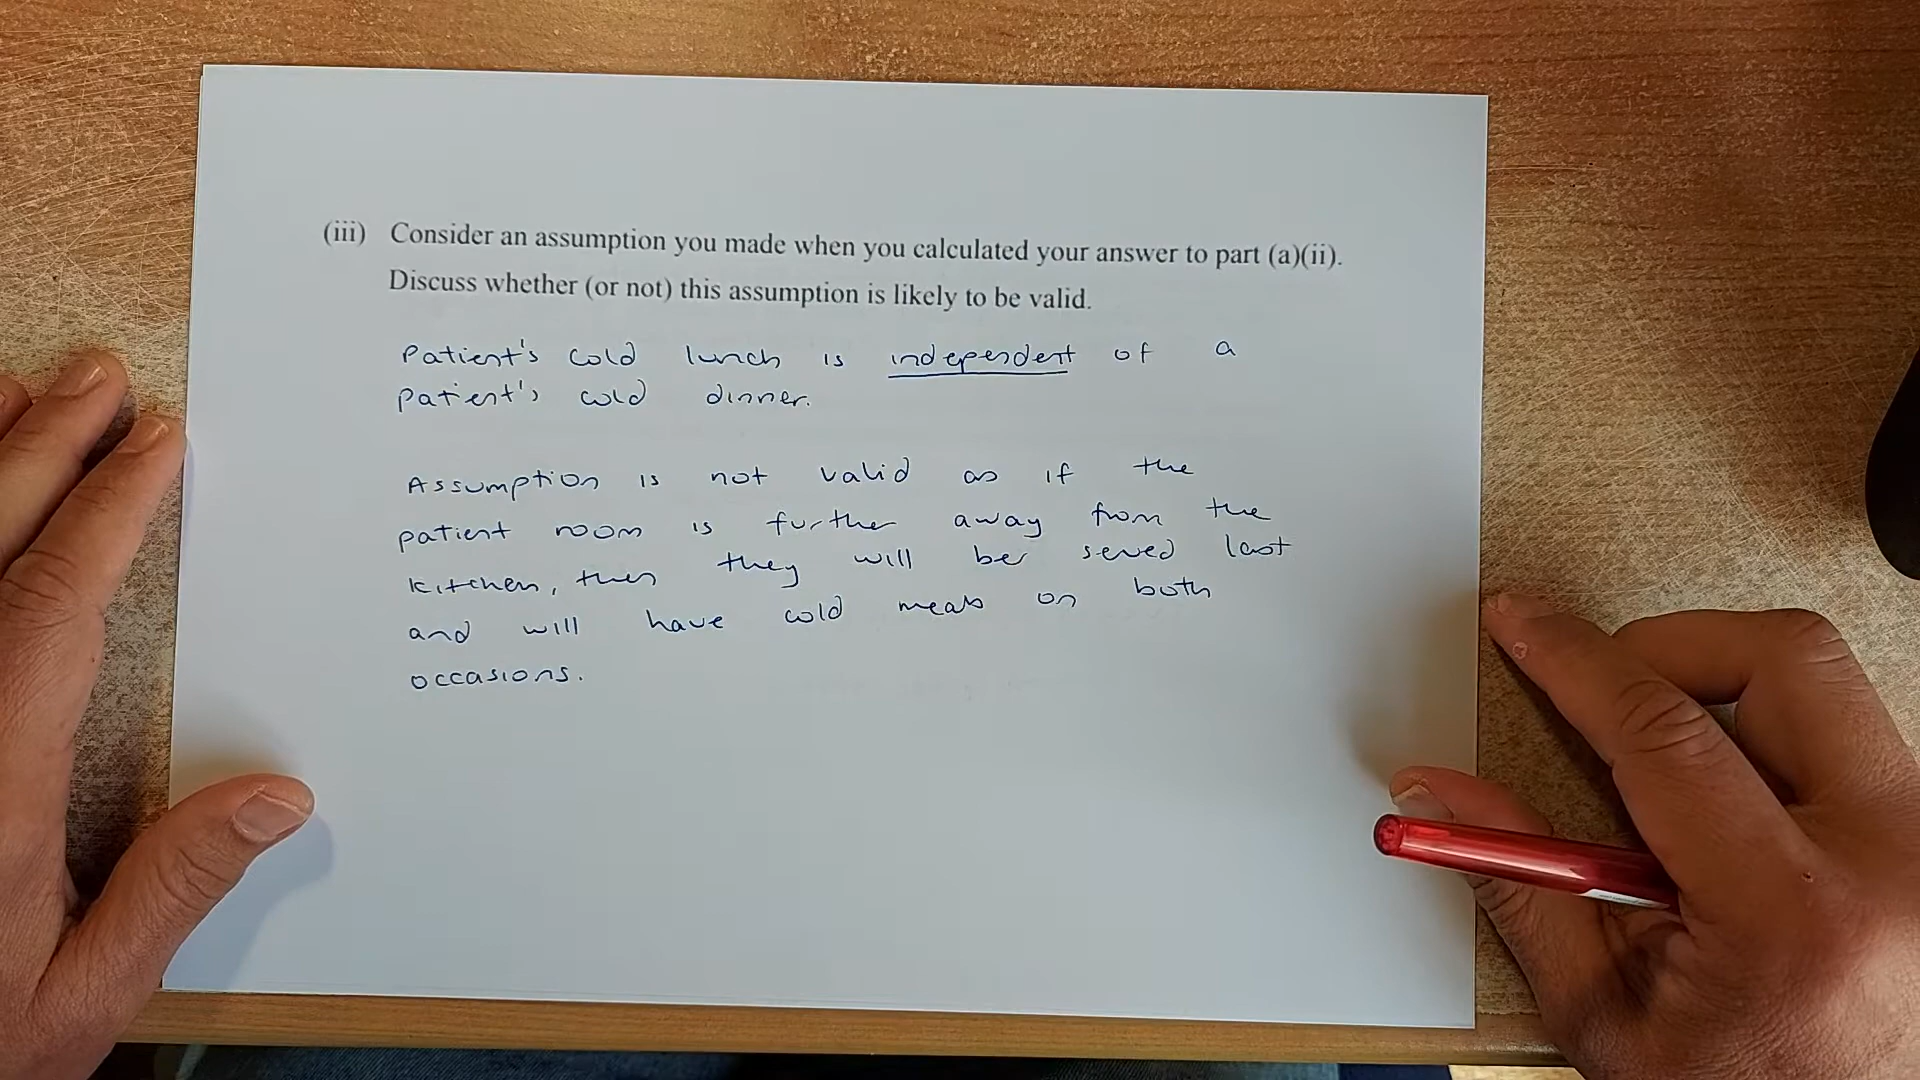 (iii) Consider an assumption you made when you calculated your answer to part (a)(ii).
Discuss whether (or not) this assumption is likely to be valid.
Patient's cold lunch is independent of a
patient's cold dinner.
Assumption is not valid as if the
patient room is further away from the
kitchen, then they will be served last
and will have cold meals on both
occasions.